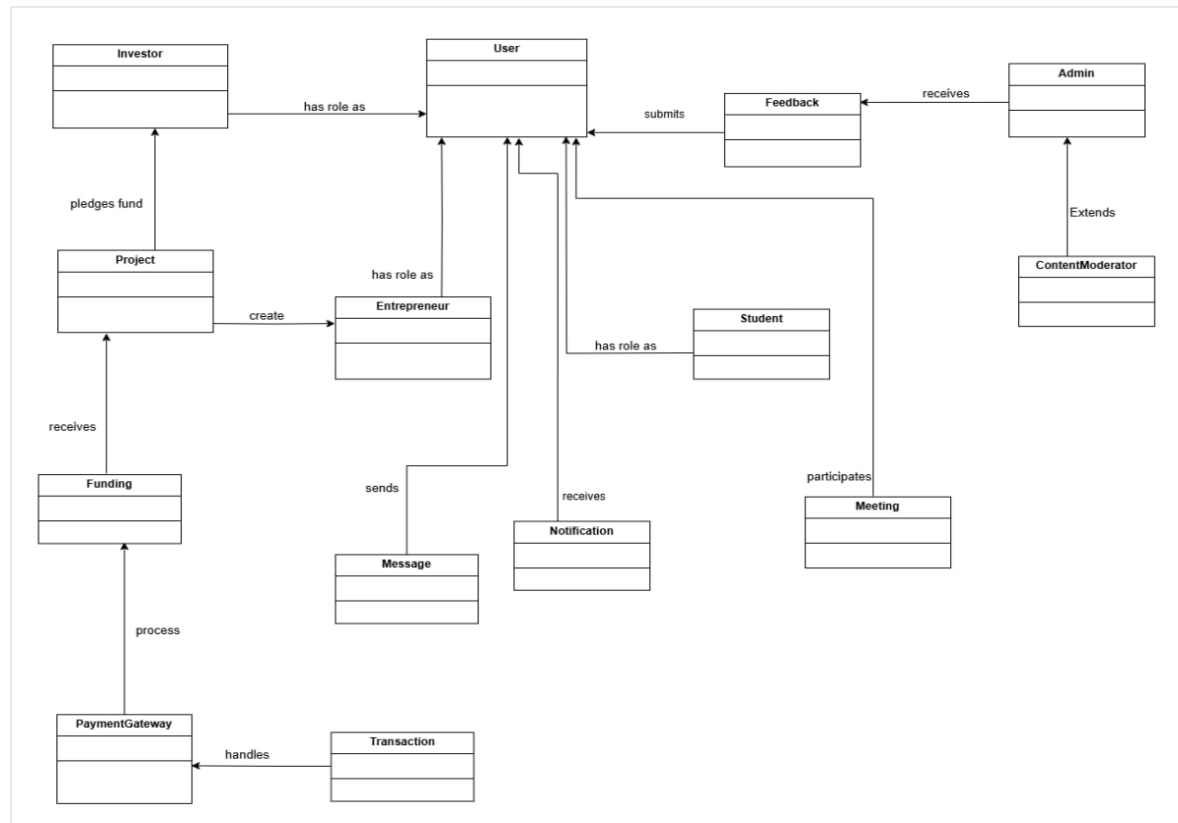 User
Investor
Admin
receives
Feedback
has role as
submits
pledges fund
Extends
Project
ContentModerator
has role as
Entrepreneur
create
Student
has role as
receives
participates
Funding
sends
receives
Meeting
Notification
Message
process
PaymentGateway
Transaction
handles